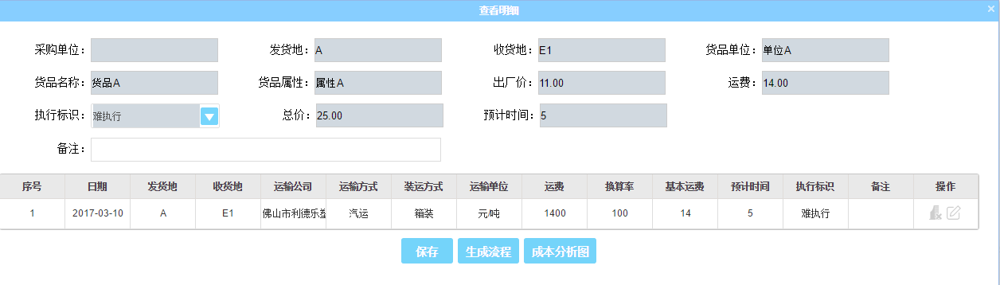 查看明细
采购单位： 发货地：A 收货地：E1 货品单位：单位A
货品名称：货品A 货品属性：属性A 出厂价：11.00 运费：14.00
执行标识：难执行 总价：25.00 预计时间：5
备注：
序号 日期 发货地 收货地 运输公司 运输方式 装运方式 运输单位 运费 换算率 基本运费 预计时间 执行标识 备注 操作
1 2017-03-10 A E1 佛山市利德乐 汽运 箱装 元/吨 1400 100 14 5 难执行
保存 生成流程 成本分析图